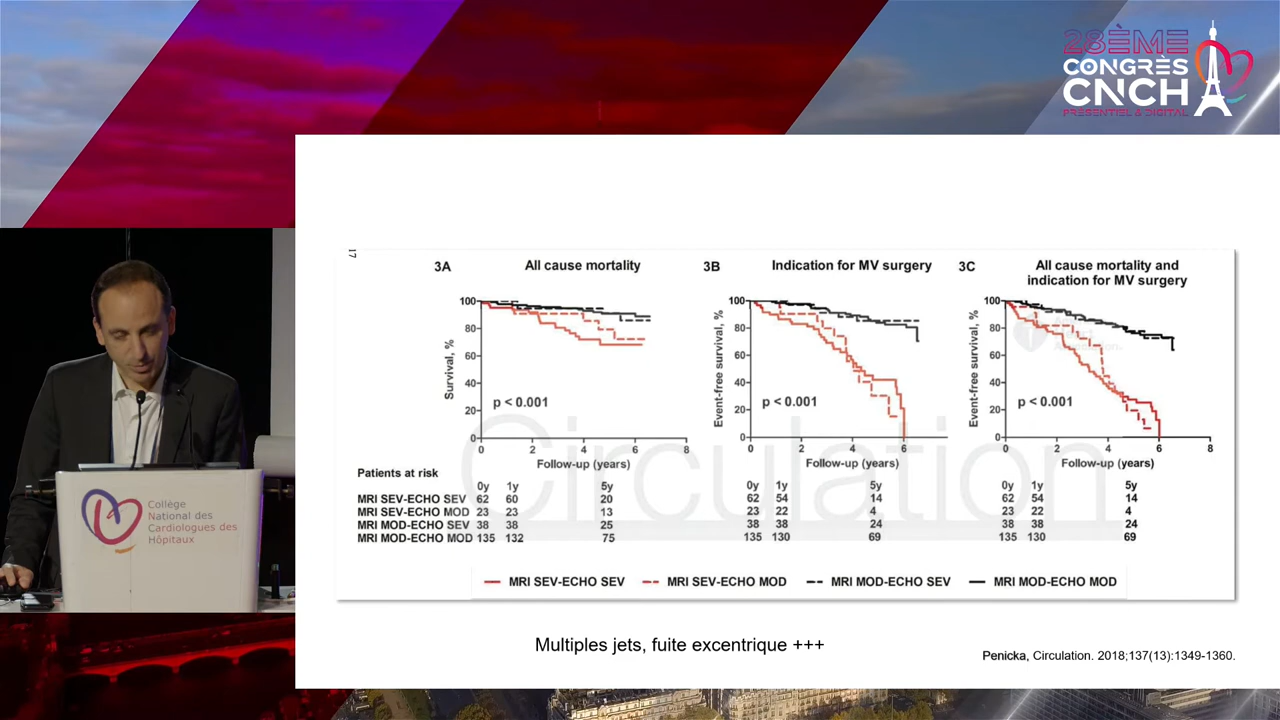 28ÈME
CONGRÈS
CNCH
PRÉSENTIEL & DIGITAL
17
3A All cause mortality
3B Indication for MV surgery
3C All cause mortality and
indication for MV surgery
Survival, %
100
80
60
40
20
0
0 2 4 6 8
p < 0.001
Follow-up (years)
Event-free survival, %
100
80
60
40
20
0
0 2 4 6
p < 0.001
Follow-up (years)
Event-free survival, %
100
80
60
40
20
0
0 2 4 6 8
p < 0.001
Follow-up (years)
Circulation
Patients at risk
0y 1y 5y 0y 1y 5y 0y 1y 5y
MRI SEV-ECHO SEV 62 60 20 62 54 14 62 54 14
MRI SEV-ECHO MOD 23 23 13 23 22 4 23 22 4
MRI MOD-ECHO SEV 38 38 25 38 38 24 38 38 24
MRI MOD-ECHO MOD 135 132 75 135 130 69 135 130 69
MRI SEV-ECHO SEV MRI SEV-ECHO MOD MRI MOD-ECHO SEV MRI MOD-ECHO MOD
Multiples jets, fuite excentrique +++
Penicka, Circulation. 2018;137(13):1349-1360.
Collège
National des
Cardiologues des
Hôpitaux